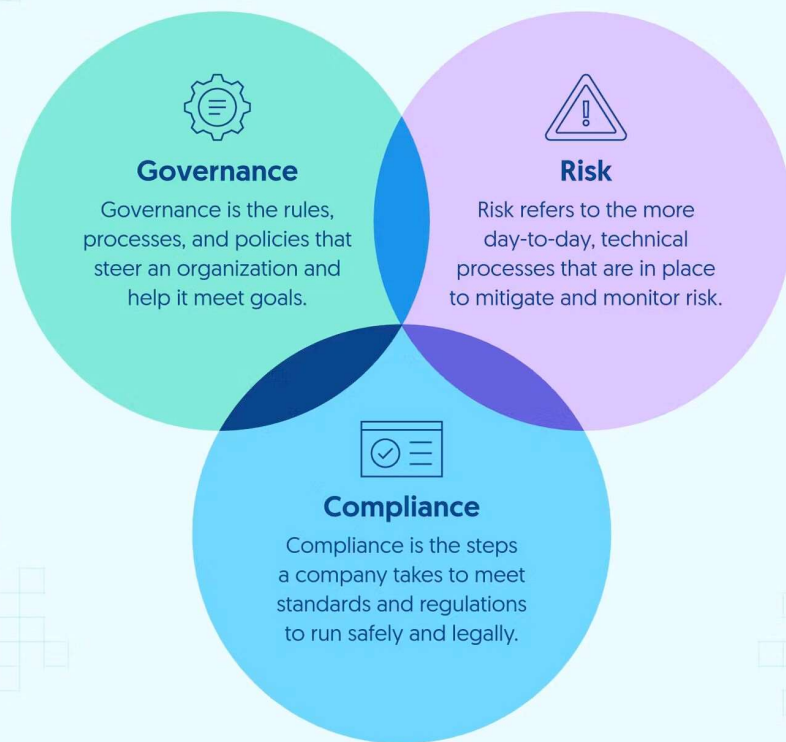 Governance
Governance is the rules,
processes, and policies that
steer an organization and
help it meet goals.
Risk
Risk refers to the more
day-to-day, technical
processes that are in place
to mitigate and monitor risk.
Compliance
Compliance is the steps
a company takes to meet
standards and regulations
to run safely and legally.